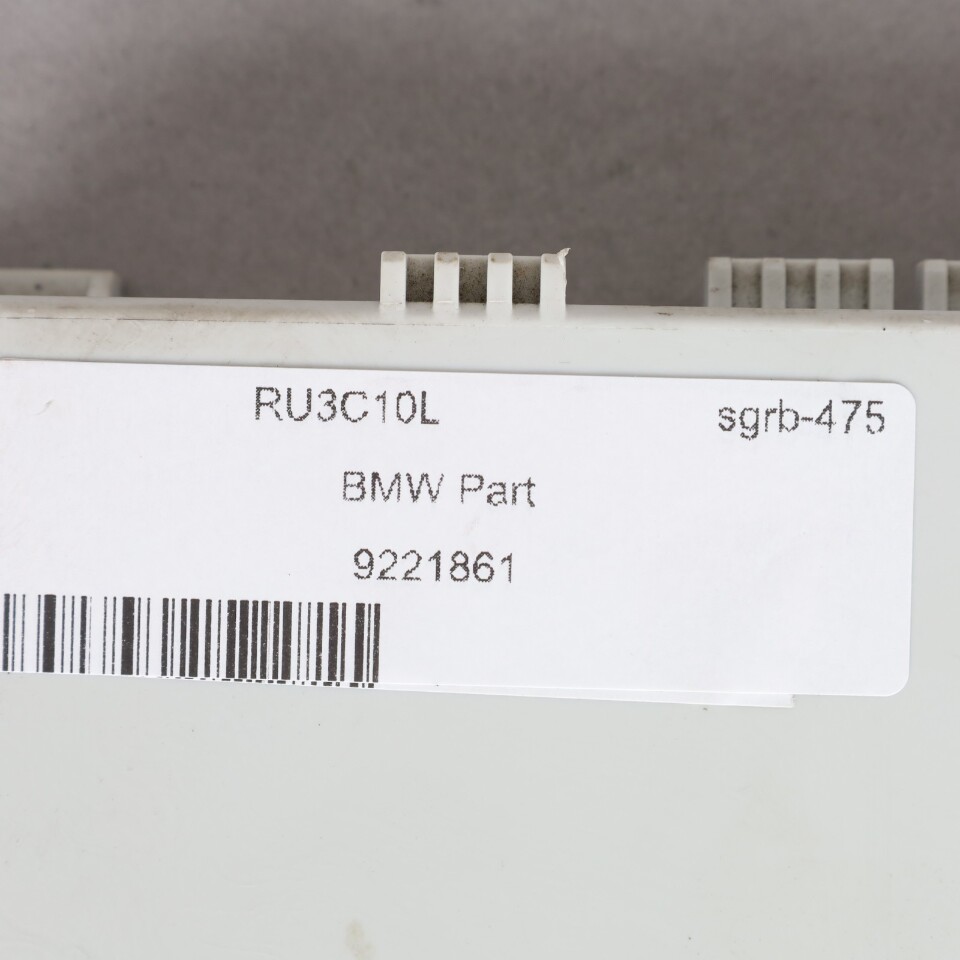 RU3C10L sgrb-475
BMW Part
9221861